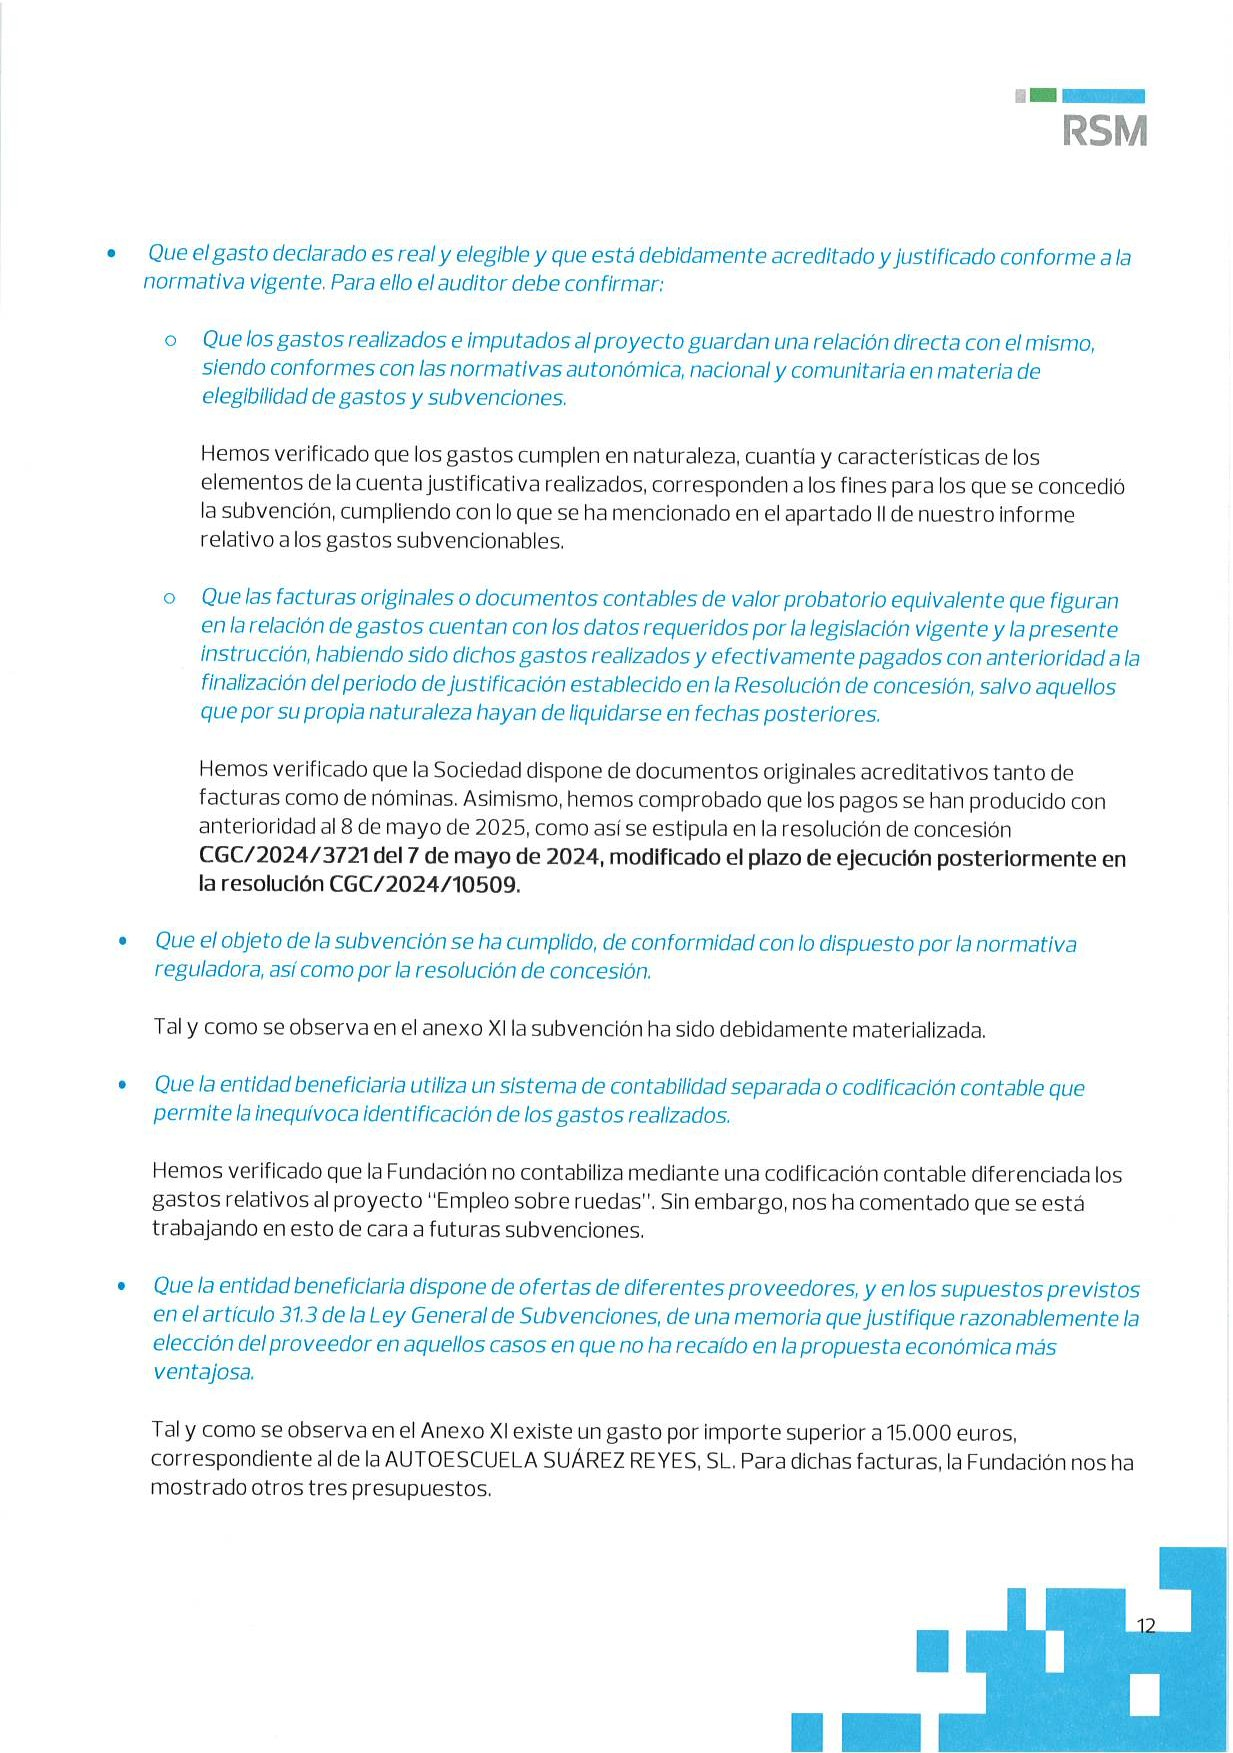 RSM
• Que el gasto declarado es real y elegible y que está debidamente acreditado y justificado conforme a la
normativa vigente. Para ello el auditor debe confirmar:
o Que los gastos realizados e imputados al proyecto guardan una relación directa con el mismo,
siendo conformes con las normativas autonómica, nacional y comunitaria en materia de
elegibilidad de gastos y subvenciones.
Hemos verificado que los gastos cumplen en naturaleza, cuantía y características de los
elementos de la cuenta justificativa realizados, corresponden a los fines para los que se concedió
la subvención, cumpliendo con lo que se ha mencionado en el apartado II de nuestro informe
relativo a los gastos subvencionables.
o Que las facturas originales o documentos contables de valor probatorio equivalente que figuran
en la relación de gastos cuentan con los datos requeridos por la legislación vigente y la presente
instrucción, habiendo sido dichos gastos realizados y efectivamente pagados con anterioridad a la
finalización del periodo de justificación establecido en la Resolución de concesión, salvo aquellos
que por su propia naturaleza hayan de liquidarse en fechas posteriores.
Hemos verificado que la Sociedad dispone de documentos originales acreditativos tanto de
facturas como de nóminas. Asimismo, hemos comprobado que los pagos se han producido con
anterioridad al 8 de mayo de 2025, como así se estipula en la resolución de concesión
CGC/2024/3721 del 7 de mayo de 2024, modificado el plazo de ejecución posteriormente en
la resolución CGC/2024/10509.
• Que el objeto de la subvención se ha cumplido, de conformidad con lo dispuesto por la normativa
reguladora, así como por la resolución de concesión.
Tal y como se observa en el anexo XI la subvención ha sido debidamente materializada.
• Que la entidad beneficiaria utiliza un sistema de contabilidad separada o codificación contable que
permite la inequívoca identificación de los gastos realizados.
Hemos verificado que la Fundación no contabiliza mediante una codificación contable diferenciada los
gastos relativos al proyecto "Empleo sobre ruedas". Sin embargo, nos ha comentado que se está
trabajando en esto de cara a futuras subvenciones.
• Que la entidad beneficiaria dispone de ofertas de diferentes proveedores, y en los supuestos previstos
en el artículo 31.3 de la Ley General de Subvenciones, de una memoria que justifique razonablemente la
elección del proveedor en aquellos casos en que no ha recaído en la propuesta económica más
ventajosa.
Tal y como se observa en el Anexo XI existe un gasto por importe superior a 15.000 euros,
correspondiente al de la AUTOESCUELA SUÁREZ REYES, SL. Para dichas facturas, la Fundación nos ha
mostrado otros tres presupuestos.
12